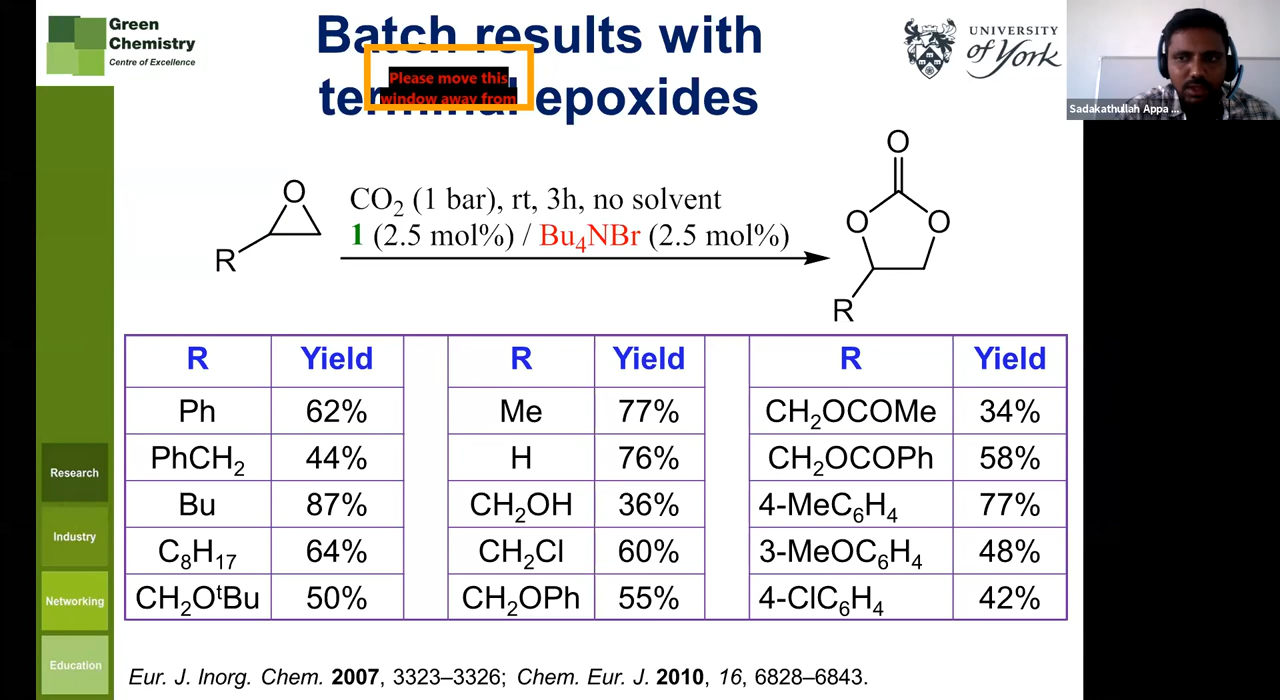 Green
Chemistry
Centre of Excellence
Batch results with
epoxides
Please move this
window away from
UNIVERSITY
of York
Sadakathullah Appa ...
O
R
CO₂ (1 bar), rt, 3h, no solvent
1 (2.5 mol%) / Bu₄NBr (2.5 mol%)
O
O
O
R
R Yield R Yield R Yield
Ph 62% Me 77% CH₂OCOMe 34%
PhCH₂ 44% H 76% CH₂OCOPh 58%
Bu 87% CH₂OH 36% 4-MeC₆H₄ 77%
C₈H₁₇ 64% CH₂Cl 60% 3-MeOC₆H₄ 48%
CH₂OᵗBu 50% CH₂OPh 55% 4-ClC₆H₄ 42%
Research
Industry
Networking
Education
Eur. J. Inorg. Chem. 2007, 3323–3326; Chem. Eur. J. 2010, 16, 6828–6843.